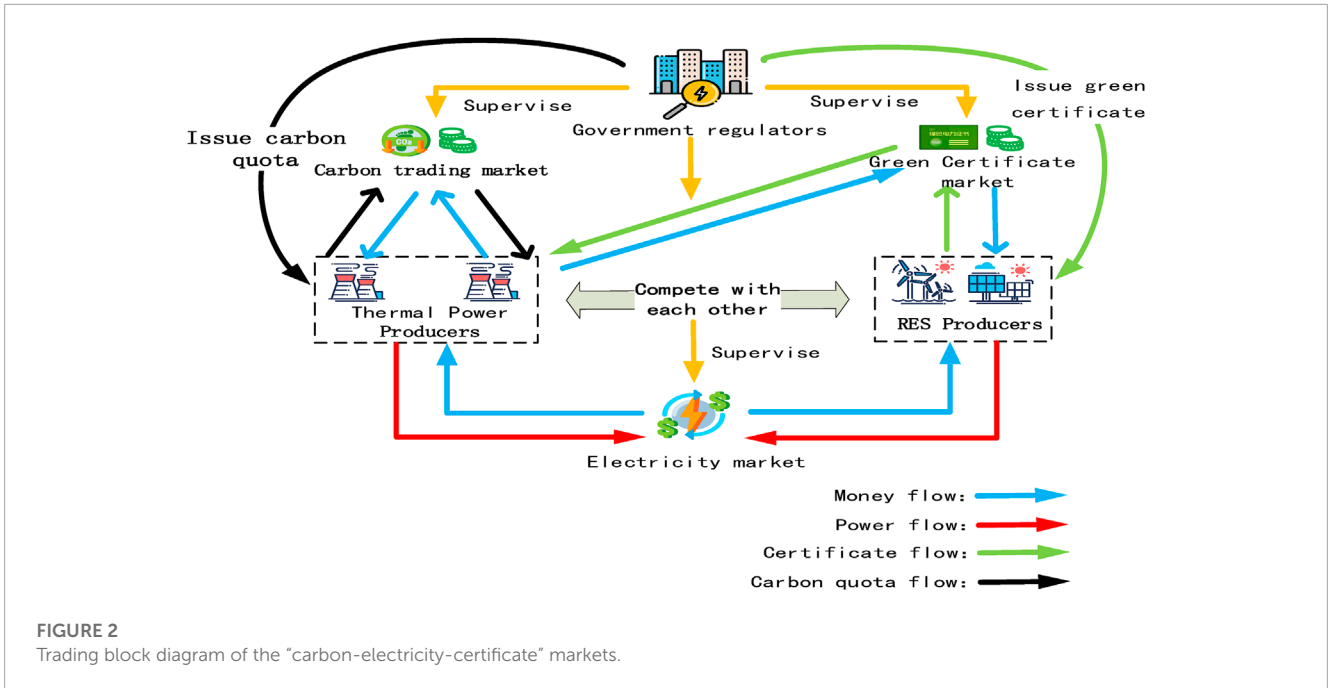 Issue green
certificate
Supervise
Supervise
Government regulators
Issue carbon
quota
Carbon trading market
Green Certificate
market
Compete with
each other
Thermal Power
Producers
RES Producers
Supervise
Electricity market
Money flow:
Power flow:
Certificate flow:
Carbon quota flow:
FIGURE 2
Trading block diagram of the “carbon-electricity-certificate” markets.